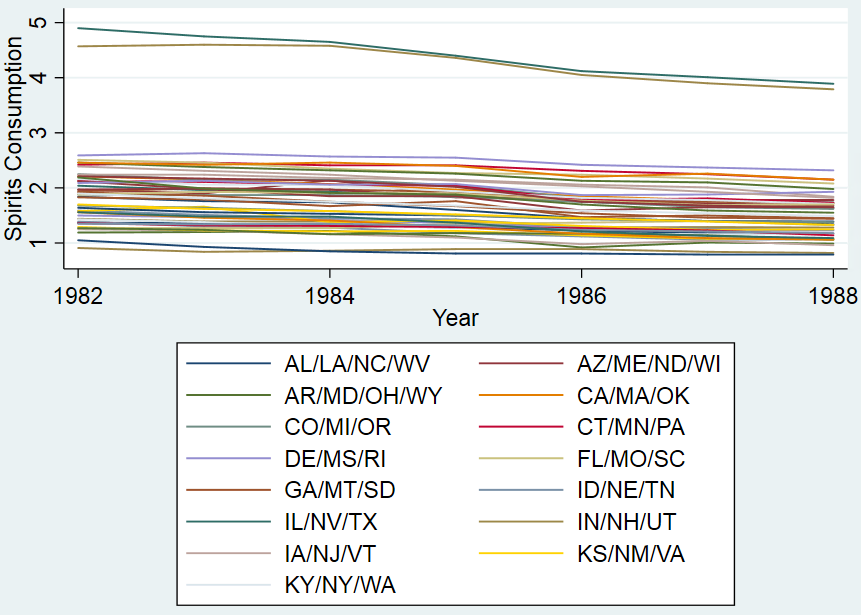 Spirits Consumption
5
4
3
2
1
1982 1984 1986 1988
Year
AL/LA/NC/WV AZ/ME/ND/WI
AR/MD/OH/WY CA/MA/OK
CO/MI/OR CT/MN/PA
DE/MS/RI FL/MO/SC
GA/MT/SD ID/NE/TN
IL/NV/TX IN/NH/UT
IA/NJ/VT KS/NM/VA
KY/NY/WA